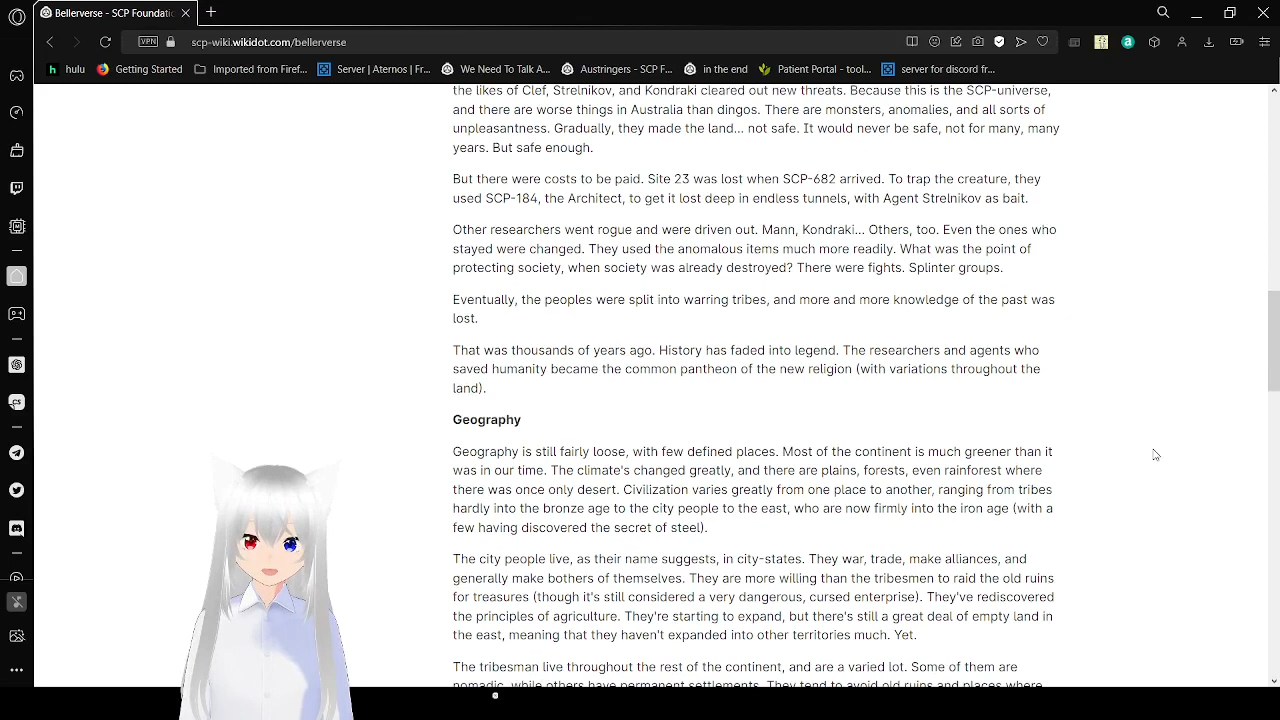 Bellerverse - SCP Foundatic
VPN
scp-wiki.wikidot.com/bellerverse
hulu
Getting Started
Imported from Firef...
Server | Aternos | Fr...
We Need To Talk A...
Austringers - SCP F...
in the end
Patient Portal - tool...
server for discord fr...
the likes of Clef, Strelnikov, and Kondraki cleared out new threats. Because this is the SCP-universe,
and there are worse things in Australia than dingos. There are monsters, anomalies, and all sorts of
unpleasantness. Gradually, they made the land... not safe. It would never be safe, not for many, many
years. But safe enough.
But there were costs to be paid. Site 23 was lost when SCP-682 arrived. To trap the creature, they
used SCP-184, the Architect, to get it lost deep in endless tunnels, with Agent Strelnikov as bait.
Other researchers went rogue and were driven out. Mann, Kondraki... Others, too. Even the ones who
stayed were changed. They used the anomalous items much more readily. What was the point of
protecting society, when society was already destroyed? There were fights. Splinter groups.
Eventually, the peoples were split into warring tribes, and more and more knowledge of the past was
lost.
That was thousands of years ago. History has faded into legend. The researchers and agents who
saved humanity became the common pantheon of the new religion (with variations throughout the
land).
Geography
Geography is still fairly loose, with few defined places. Most of the continent is much greener than it
was in our time. The climate's changed greatly, and there are plains, forests, even rainforest where
there was once only desert. Civilization varies greatly from one place to another, ranging from tribes
hardly into the bronze age to the city people to the east, who are now firmly into the iron age (with a
few having discovered the secret of steel).
The city people live, as their name suggests, in city-states. They war, trade, make alliances, and
generally make bothers of themselves. They are more willing than the tribesmen to raid the old ruins
for treasures (though it's still considered a very dangerous, cursed enterprise). They've rediscovered
the principles of agriculture. They're starting to expand, but there's still a great deal of empty land in
the east, meaning that they haven't expanded into other territories much. Yet.
The tribesman live throughout the rest of the continent, and are a varied lot. Some of them are
nomadic, while others have permanent settlements. They tend to avoid old ruins and places where